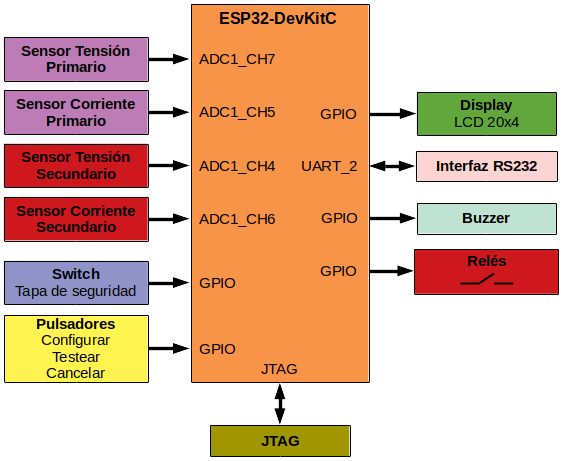 ESP32-DevKitC
Sensor Tensión
Primario
ADC1_CH7
Sensor Corriente
Primario
ADC1_CH5
Sensor Tensión
Secundario
ADC1_CH4
Sensor Corriente
Secundario
ADC1_CH6
Switch
Tapa de seguridad
GPIO
Pulsadores
Configurar
Testear
Cancelar
GPIO
GPIO
Display
LCD 20x4
UART_2
Interfaz RS232
GPIO
Buzzer
GPIO
Relés
JTAG
JTAG